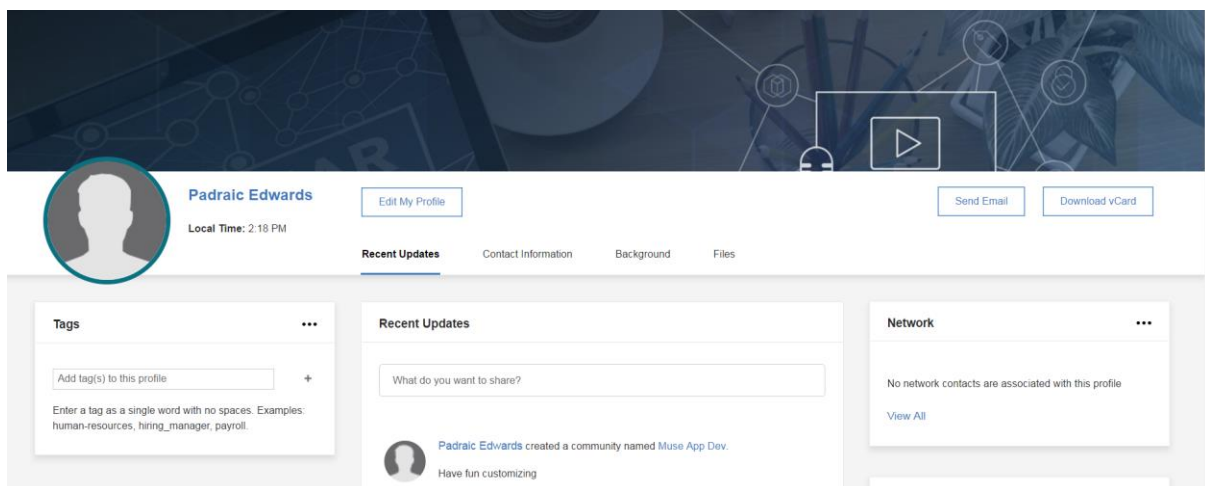 AR
Padraic Edwards
Local Time: 2:18 PM
Edit My Profile
Send Email
Download vCard
Recent Updates
Contact Information
Background
Files
Tags
•••
Add tag(s) to this profile
+
Enter a tag as a single word with no spaces. Examples:
human-resources, hiring_manager, payroll.
Recent Updates
What do you want to share?
Padraic Edwards created a community named Muse App Dev.
Have fun customizing
Network
•••
No network contacts are associated with this profile
View All